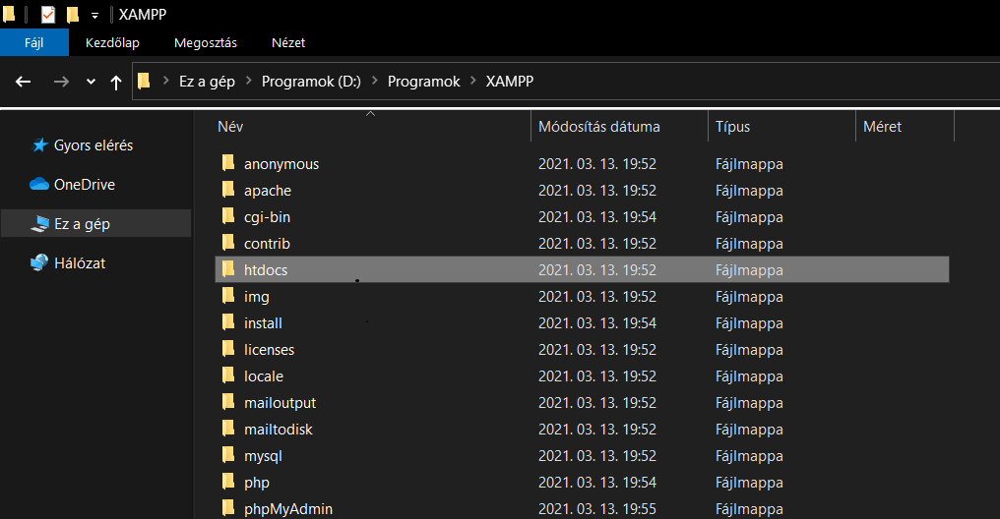 XAMPP
Fájl Kezdőlap Megosztás Nézet
Ez a gép Programok (D:) Programok XAMPP
Gyors elérés
OneDrive
Ez a gép
Hálózat
Név Módosítás dátuma Típus Méret
anonymous 2021. 03. 13. 19:52 Fájlmappa
apache 2021. 03. 13. 19:52 Fájlmappa
cgi-bin 2021. 03. 13. 19:54 Fájlmappa
contrib 2021. 03. 13. 19:52 Fájlmappa
htdocs 2021. 03. 13. 19:52 Fájlmappa
img 2021. 03. 13. 19:52 Fájlmappa
install 2021. 03. 13. 19:54 Fájlmappa
licenses 2021. 03. 13. 19:52 Fájlmappa
locale 2021. 03. 13. 19:52 Fájlmappa
mailoutput 2021. 03. 13. 19:52 Fájlmappa
mailtodisk 2021. 03. 13. 19:52 Fájlmappa
mysql 2021. 03. 13. 19:52 Fájlmappa
php 2021. 03. 13. 19:54 Fájlmappa
phpMyAdmin 2021. 03. 13. 19:55 Fájlmappa